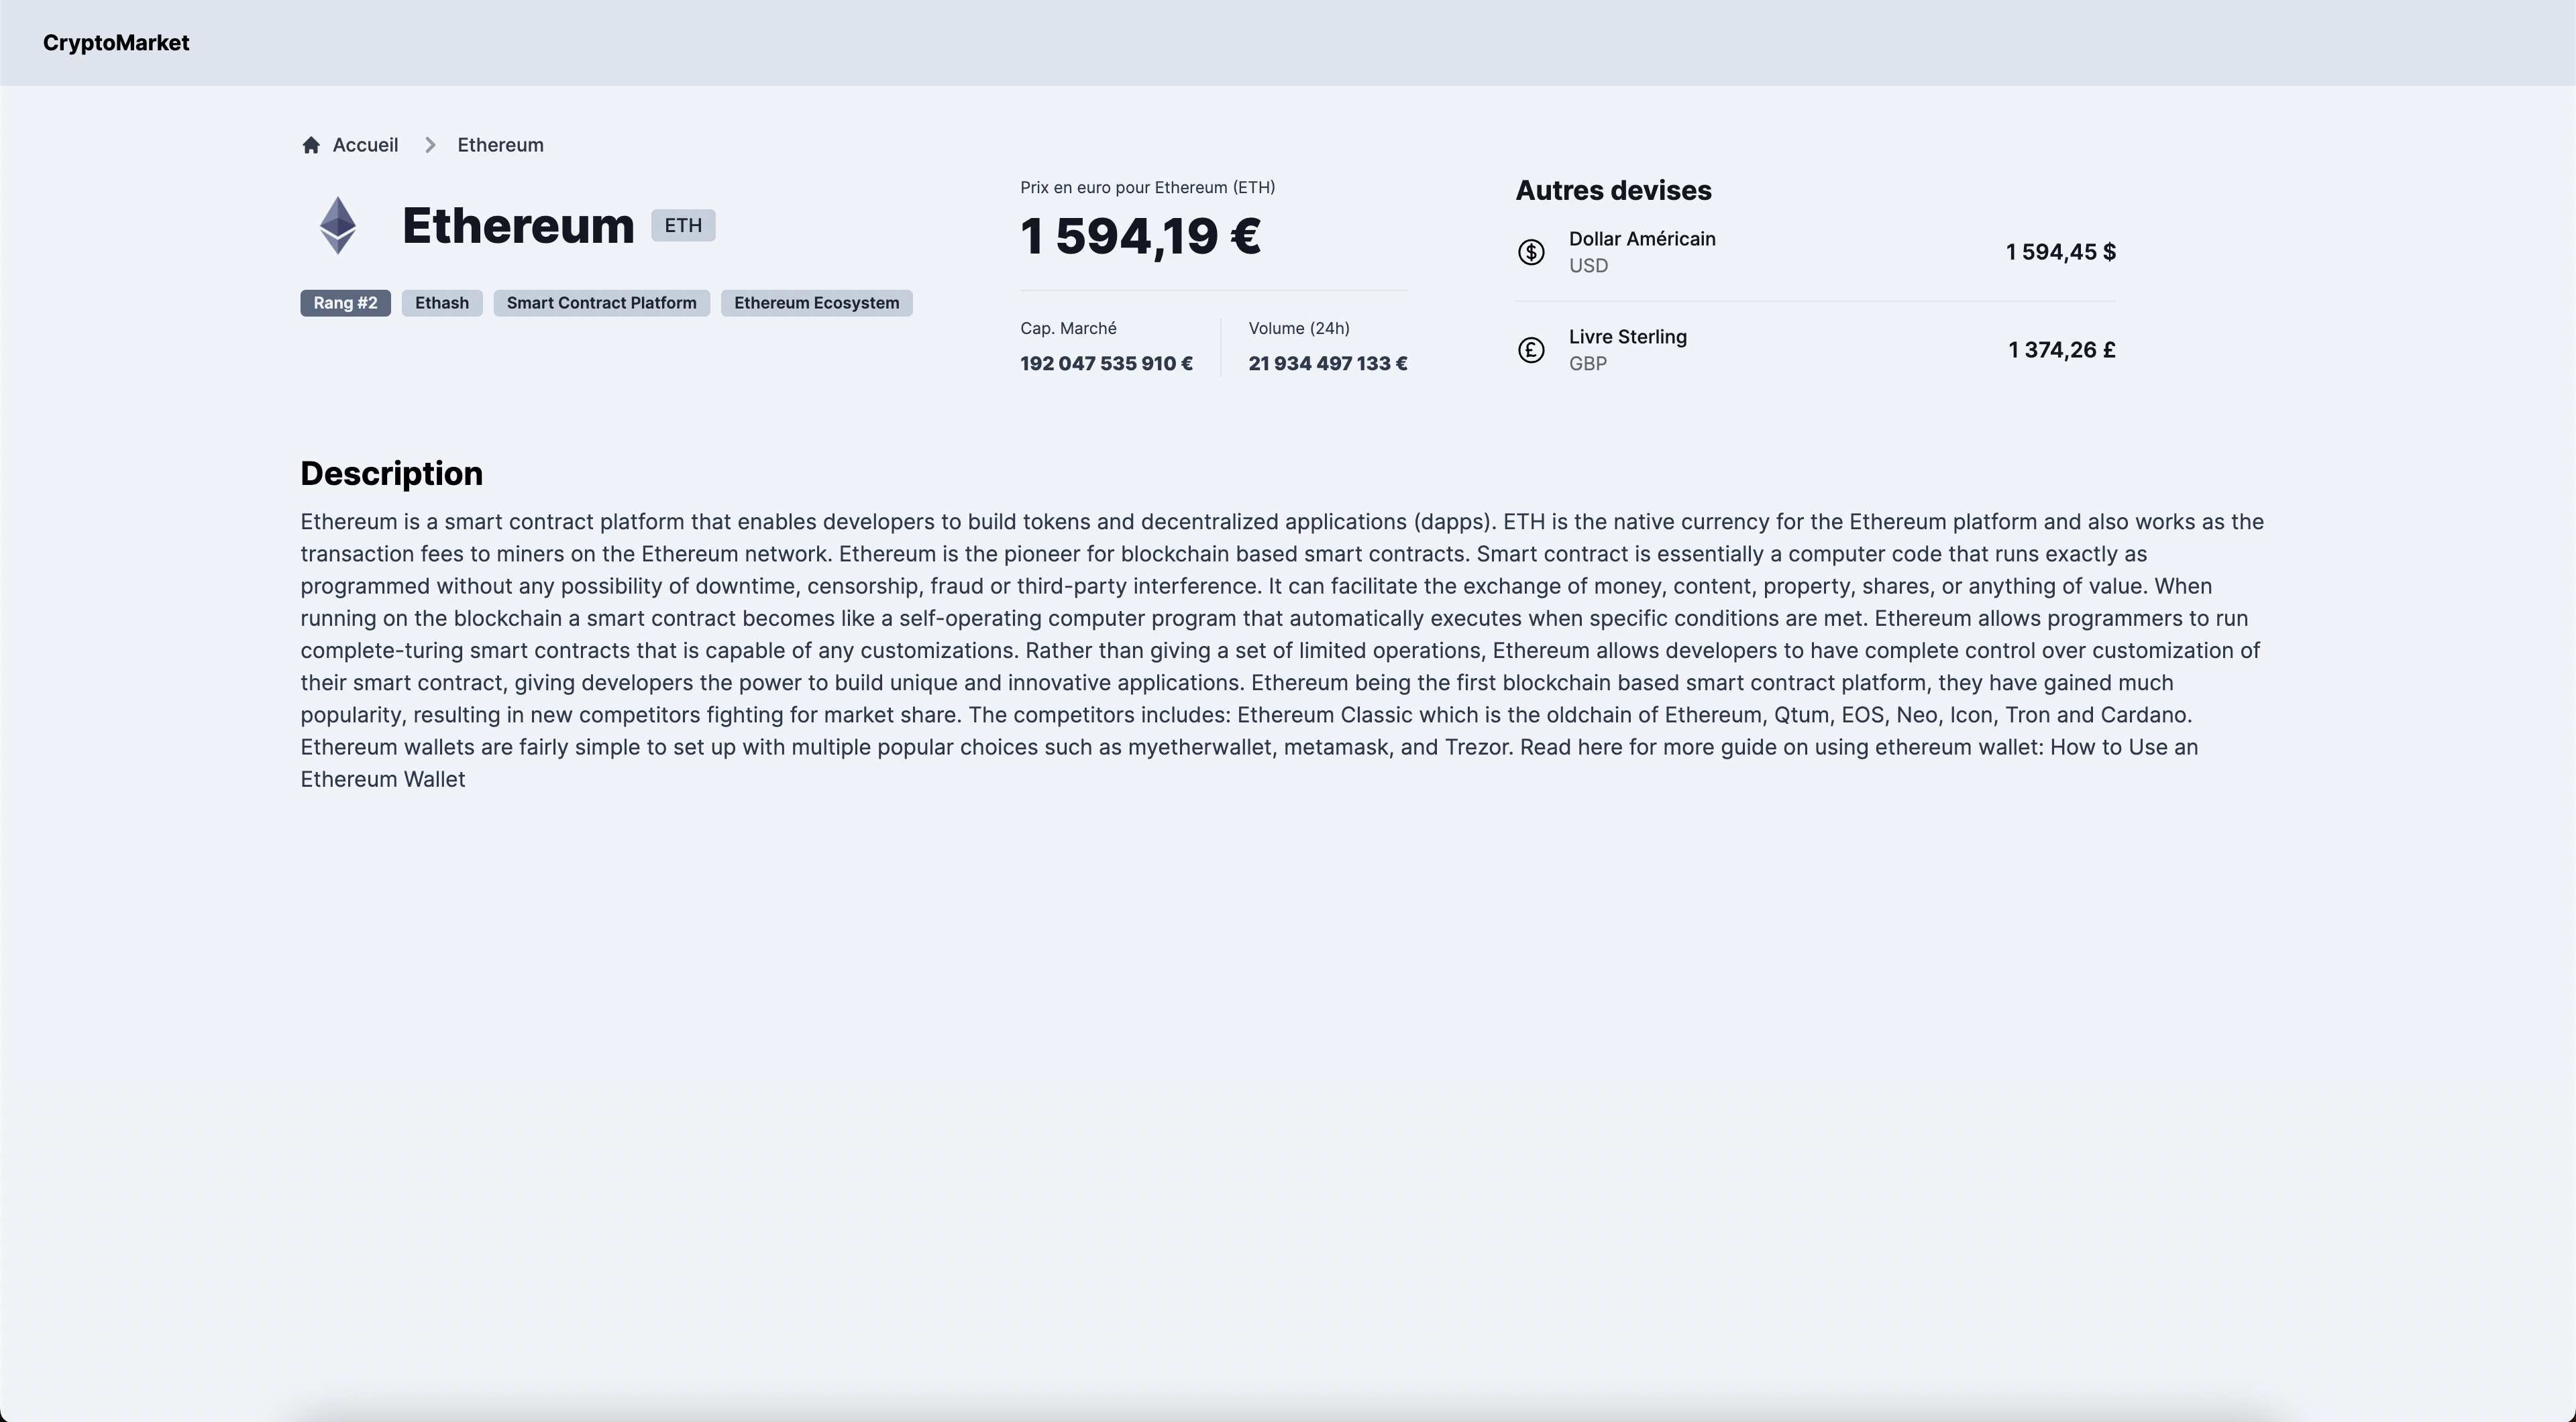 CryptoMarket
Accueil
Ethereum
Ethereum ETH
Rang #2 Ethash Smart Contract Platform Ethereum Ecosystem
Prix en euro pour Ethereum (ETH)
1 594,19 €
Cap. Marché
192 047 535 910 €
Volume (24h)
21 934 497 133 €
Autres devises
Dollar Américain
USD
1 594,45 $
Livre Sterling
GBP
1 374,26 £
Description
Ethereum is a smart contract platform that enables developers to build tokens and decentralized applications (dapps). ETH is the native currency for the Ethereum platform and also works as the
transaction fees to miners on the Ethereum network. Ethereum is the pioneer for blockchain based smart contracts. Smart contract is essentially a computer code that runs exactly as
programmed without any possibility of downtime, censorship, fraud or third-party interference. It can facilitate the exchange of money, content, property, shares, or anything of value. When
running on the blockchain a smart contract becomes like a self-operating computer program that automatically executes when specific conditions are met. Ethereum allows programmers to run
complete-turing smart contracts that is capable of any customizations. Rather than giving a set of limited operations, Ethereum allows developers to have complete control over customization of
their smart contract, giving developers the power to build unique and innovative applications. Ethereum being the first blockchain based smart contract platform, they have gained much
popularity, resulting in new competitors fighting for market share. The competitors includes: Ethereum Classic which is the oldchain of Ethereum, Qtum, EOS, Neo, Icon, Tron and Cardano.
Ethereum wallets are fairly simple to set up with multiple popular choices such as myetherwallet, metamask, and Trezor. Read here for more guide on using ethereum wallet: How to Use an
Ethereum Wallet